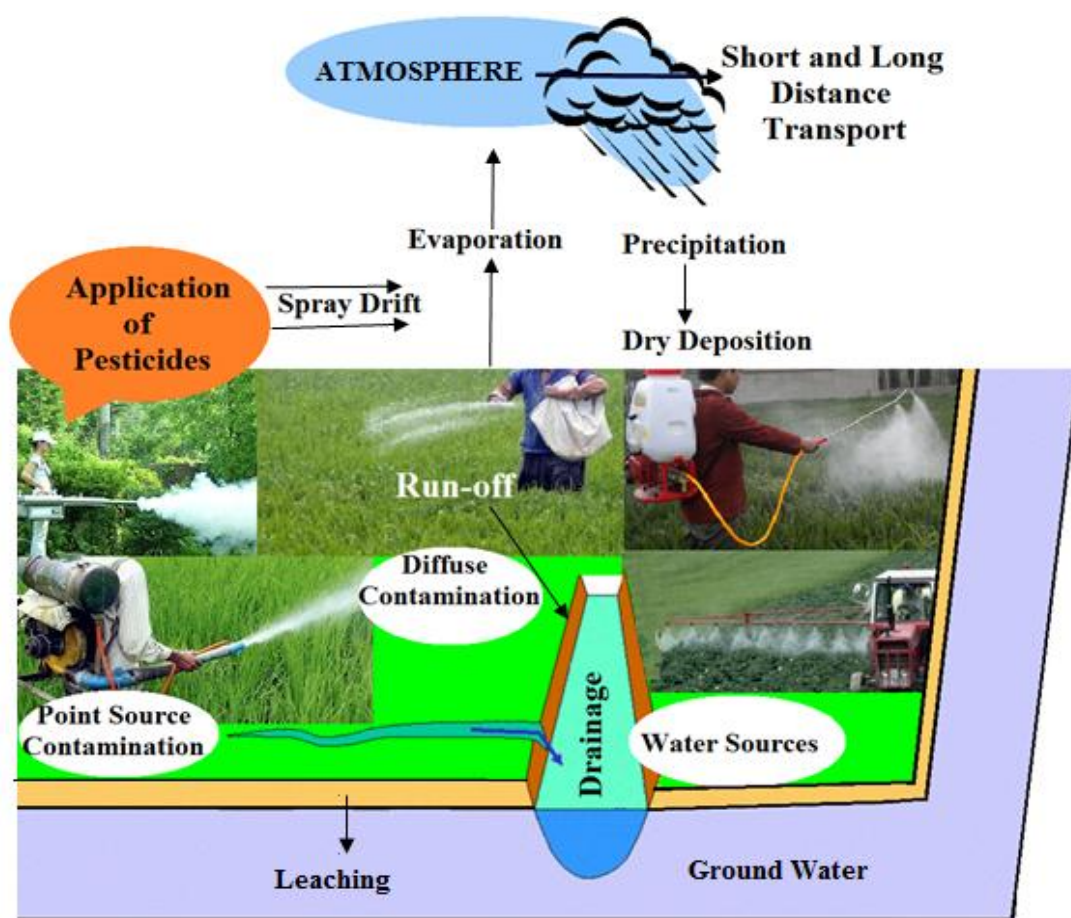 ATMOSPHERE
Short and Long
Distance
Transport
Evaporation
Precipitation
Application
of
Pesticides
Spray Drift
Dry Deposition
Run-off
Diffuse
Contamination
Point Source
Contamination
Drainage
Water Sources
Leaching
Ground Water